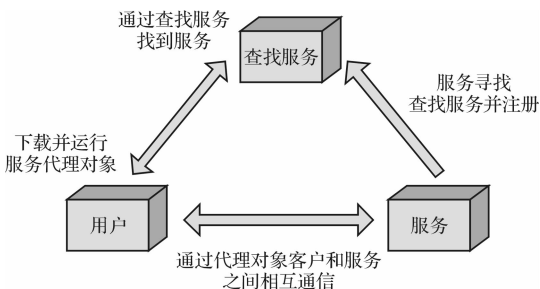 通过查找服务
找到服务
查找服务
服务寻找
查找服务并注册
下载并运行
服务代理对象
用户
服务
通过代理对象客户和服务
之间相互通信